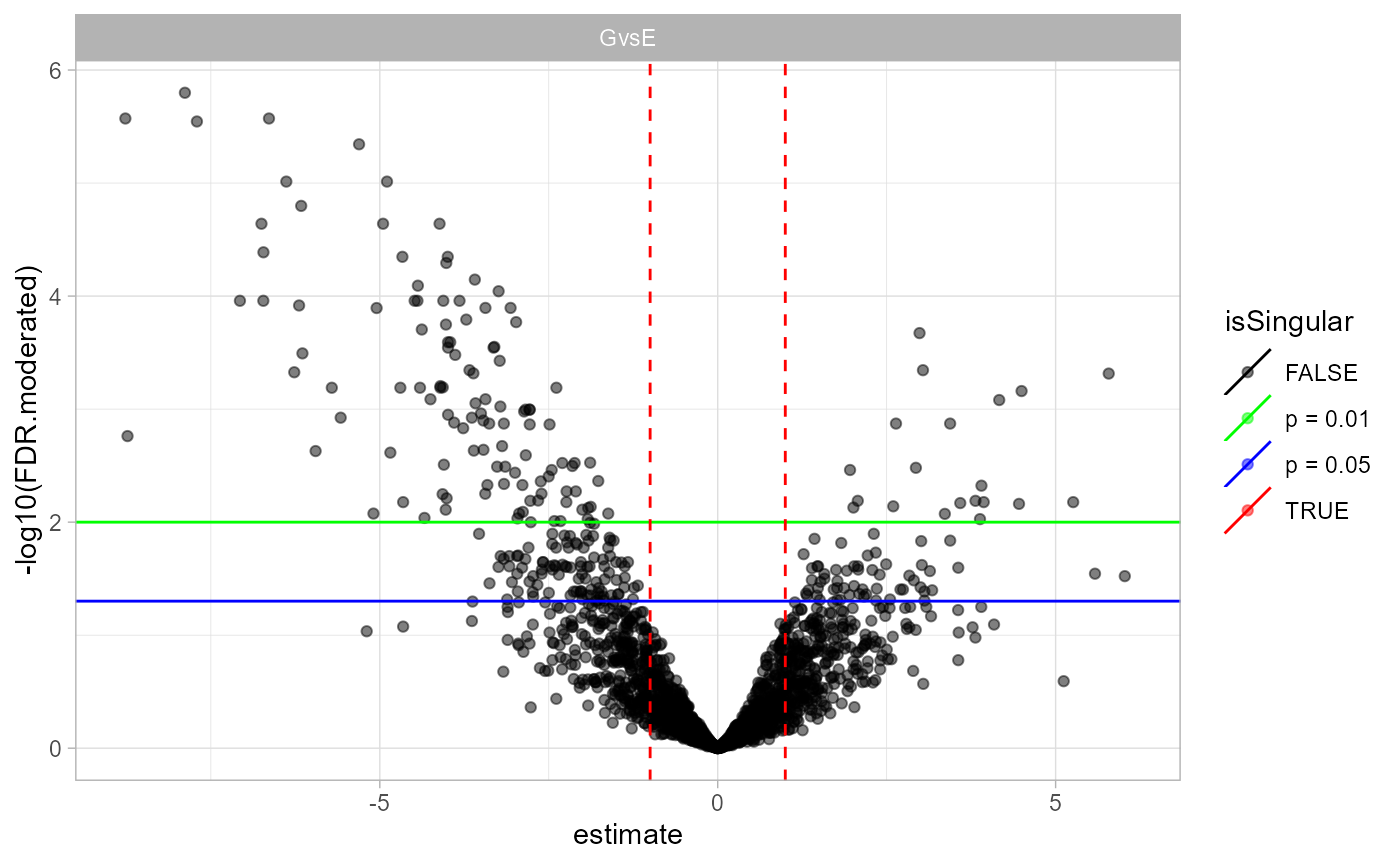 GvsE
6
4
2
0
-log10(FDR.moderated)
-5
0
5
estimate
isSingular
FALSE
p = 0.01
p = 0.05
TRUE